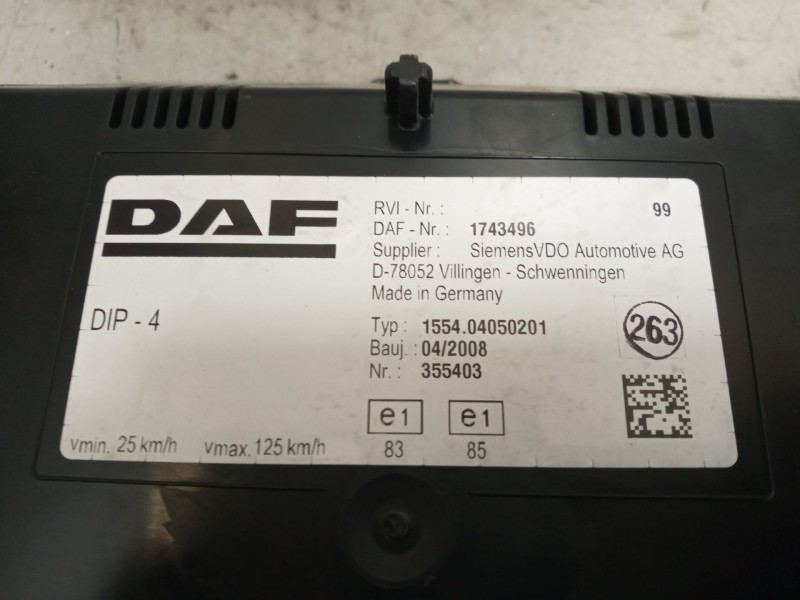 DAF
RVI - Nr. : 99
DAF - Nr. : 1743496
Supplier : SiemensVDO Automotive AG
D-78052 Villingen - Schwenningen
Made in Germany
DIP - 4
Typ : 1554.04050201
Bauj. : 04/2008
Nr. : 355403
263
e1 e1
83 85
vmin. 25 km/h vmax. 125 km/h